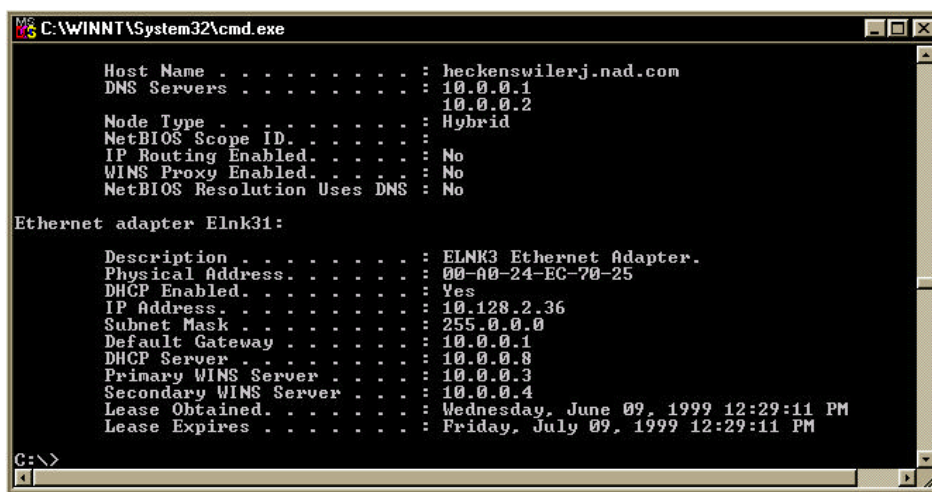 C:\WINNT\System32\cmd.exe
Host Name . . . . . . . . . : heckenswilerj.nad.com
DNS Servers . . . . . . . . : 10.0.0.1
10.0.0.2
Node Type . . . . . . . . . : Hybrid
NetBIOS Scope ID. . . . . . :
IP Routing Enabled. . . . . : No
WINS Proxy Enabled. . . . . : No
NetBIOS Resolution Uses DNS : No
Ethernet adapter Elnk31:
Description . . . . . . . . : ELNK3 Ethernet Adapter.
Physical Address. . . . . . : 00-A0-24-EC-70-25
DHCP Enabled. . . . . . . . : Yes
IP Address. . . . . . . . . : 10.128.2.36
Subnet Mask . . . . . . . . : 255.0.0.0
Default Gateway . . . . . . : 10.0.0.1
DHCP Server . . . . . . . . : 10.0.0.8
Primary WINS Server . . . . : 10.0.0.3
Secondary WINS Server . . . : 10.0.0.4
Lease Obtained. . . . . . . : Wednesday, June 09, 1999 12:29:11 PM
Lease Expires . . . . . . . : Friday, July 09, 1999 12:29:11 PM
C:\>